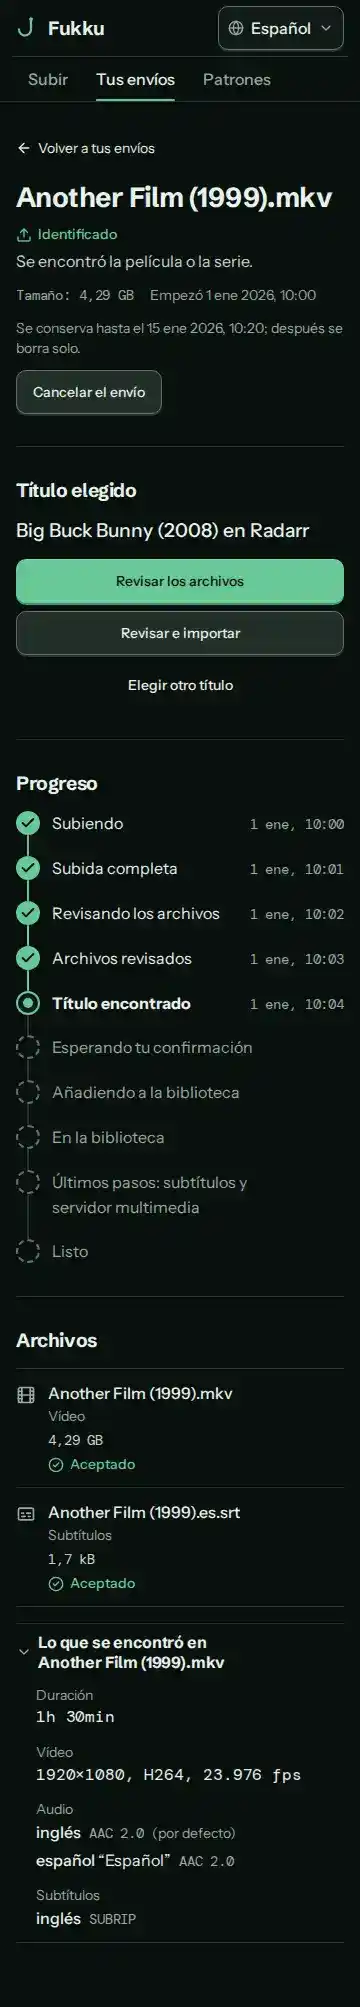 Fukku
Español
Subir
Tus envíos
Patrones
Volver a tus envíos
Another Film (1999).mkv
Identificado
Se encontró la película o la serie.
Tamaño: 4,29 GB Empezó 1 ene 2026, 10:00
Se conserva hasta el 15 ene 2026, 10:20; después se
borra solo.
Cancelar el envío
Título elegido
Big Buck Bunny (2008) en Radarr
Revisar los archivos
Revisar e importar
Elegir otro título
Progreso
Subiendo 1 ene, 10:00
Subida completa 1 ene, 10:01
Revisando los archivos 1 ene, 10:02
Archivos revisados 1 ene, 10:03
Título encontrado 1 ene, 10:04
Esperando tu confirmación
Añadiendo a la biblioteca
En la biblioteca
Últimos pasos: subtítulos y
servidor multimedia
Listo
Archivos
Another Film (1999).mkv
Vídeo
4,29 GB
Aceptado
Another Film (1999).es.srt
Subtítulos
1,7 kB
Aceptado
Lo que se encontró en
Another Film (1999).mkv
Duración
1h 30min
Vídeo
1920×1080, H264, 23.976 fps
Audio
inglés AAC 2.0 (por defecto)
español “Español” AAC 2.0
Subtítulos
inglés SUBRIP